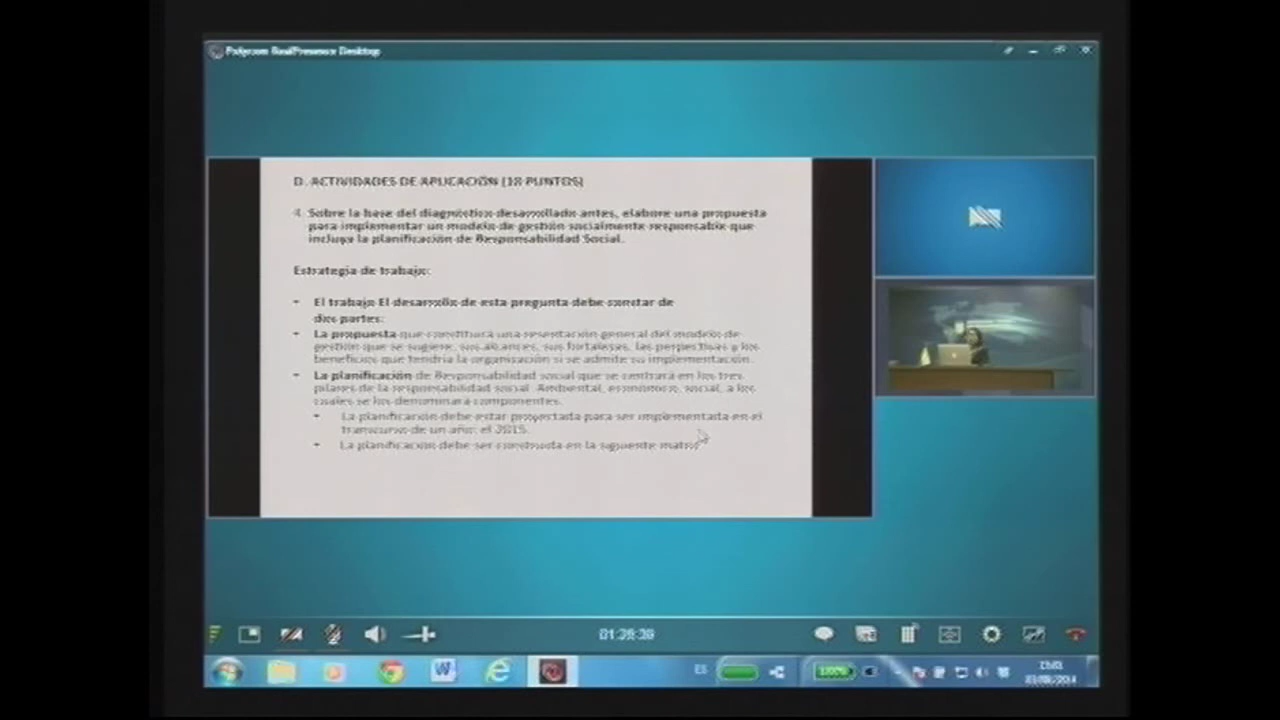 Polycom RealPresence Desktop
D. ACTIVIDADES DE APLICACIÓN (18 PUNTOS)
4. Sobre la base del diagnóstico desarrollado antes, elabore una propuesta
para implementar un modelo de gestión socialmente responsable que
incluya la planificación de Responsabilidad Social.
Estrategia de trabajo:
• El trabajo El desarrollo de esta pregunta debe constar de
dos partes:
• La propuesta que constituirá una presentación general del modelo de
gestión que se sugiere, sus alcances, sus fortalezas, las perspectivas y los
beneficios que tendría la organización si se admite su implementación.
• La planificación de Responsabilidad social que se centrará en los tres
pilares de la responsabilidad social: Ambiental, económico, social, a los
cuales se los denominará componentes.
• La planificación debe estar proyectada para ser implementada en el
transcurso de un año: el 2015.
• La planificación debe ser construida en la siguiente matriz
ES
100%